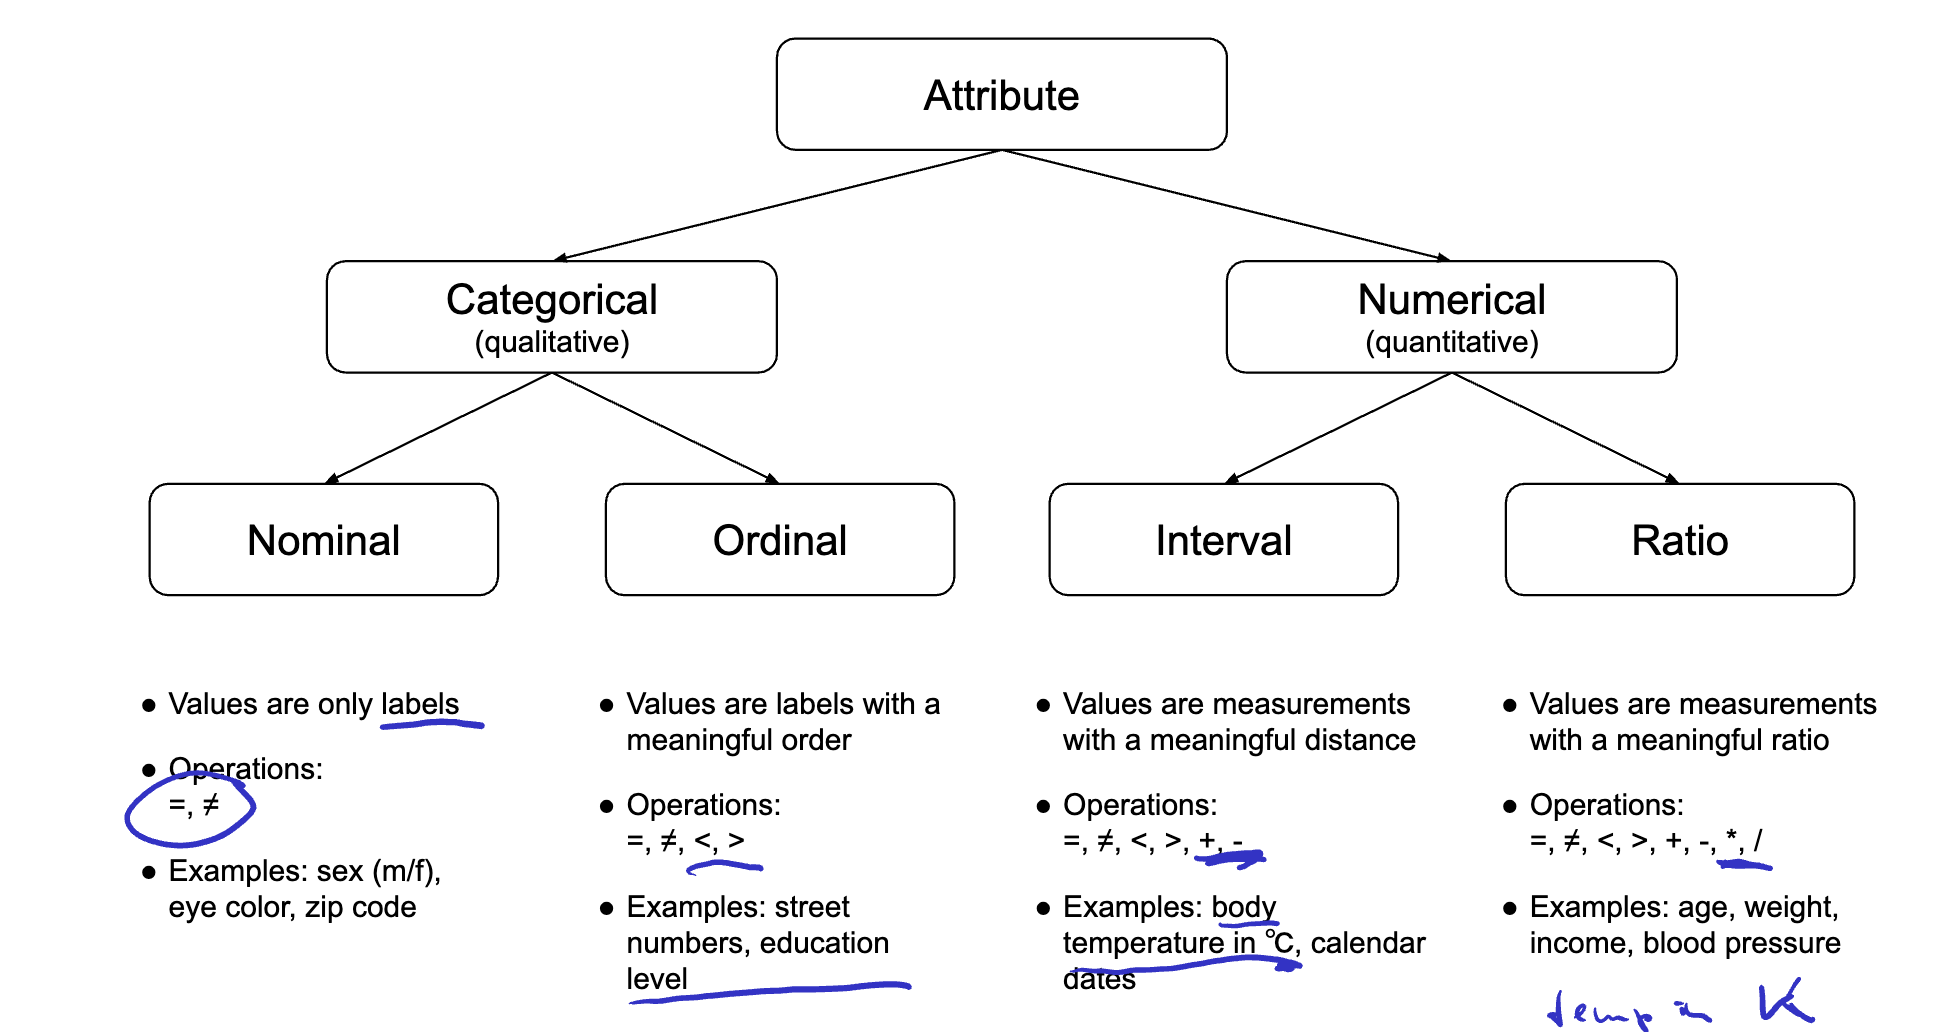 Attribute
Categorical
(qualitative)
Numerical
(quantitative)
Nominal
Ordinal
Interval
Ratio
● Values are only labels
● Operations:
=, ≠
● Examples: sex (m/f),
eye color, zip code
● Values are labels with a
meaningful order
● Operations:
=, ≠, <, >
● Examples: street
numbers, education
level
● Values are measurements
with a meaningful distance
● Operations:
=, ≠, <, >, +, -
● Examples: body
temperature in °C, calendar
dates
● Values are measurements
with a meaningful ratio
● Operations:
=, ≠, <, >, +, -, *, /
● Examples: age, weight,
income, blood pressure
temp in K